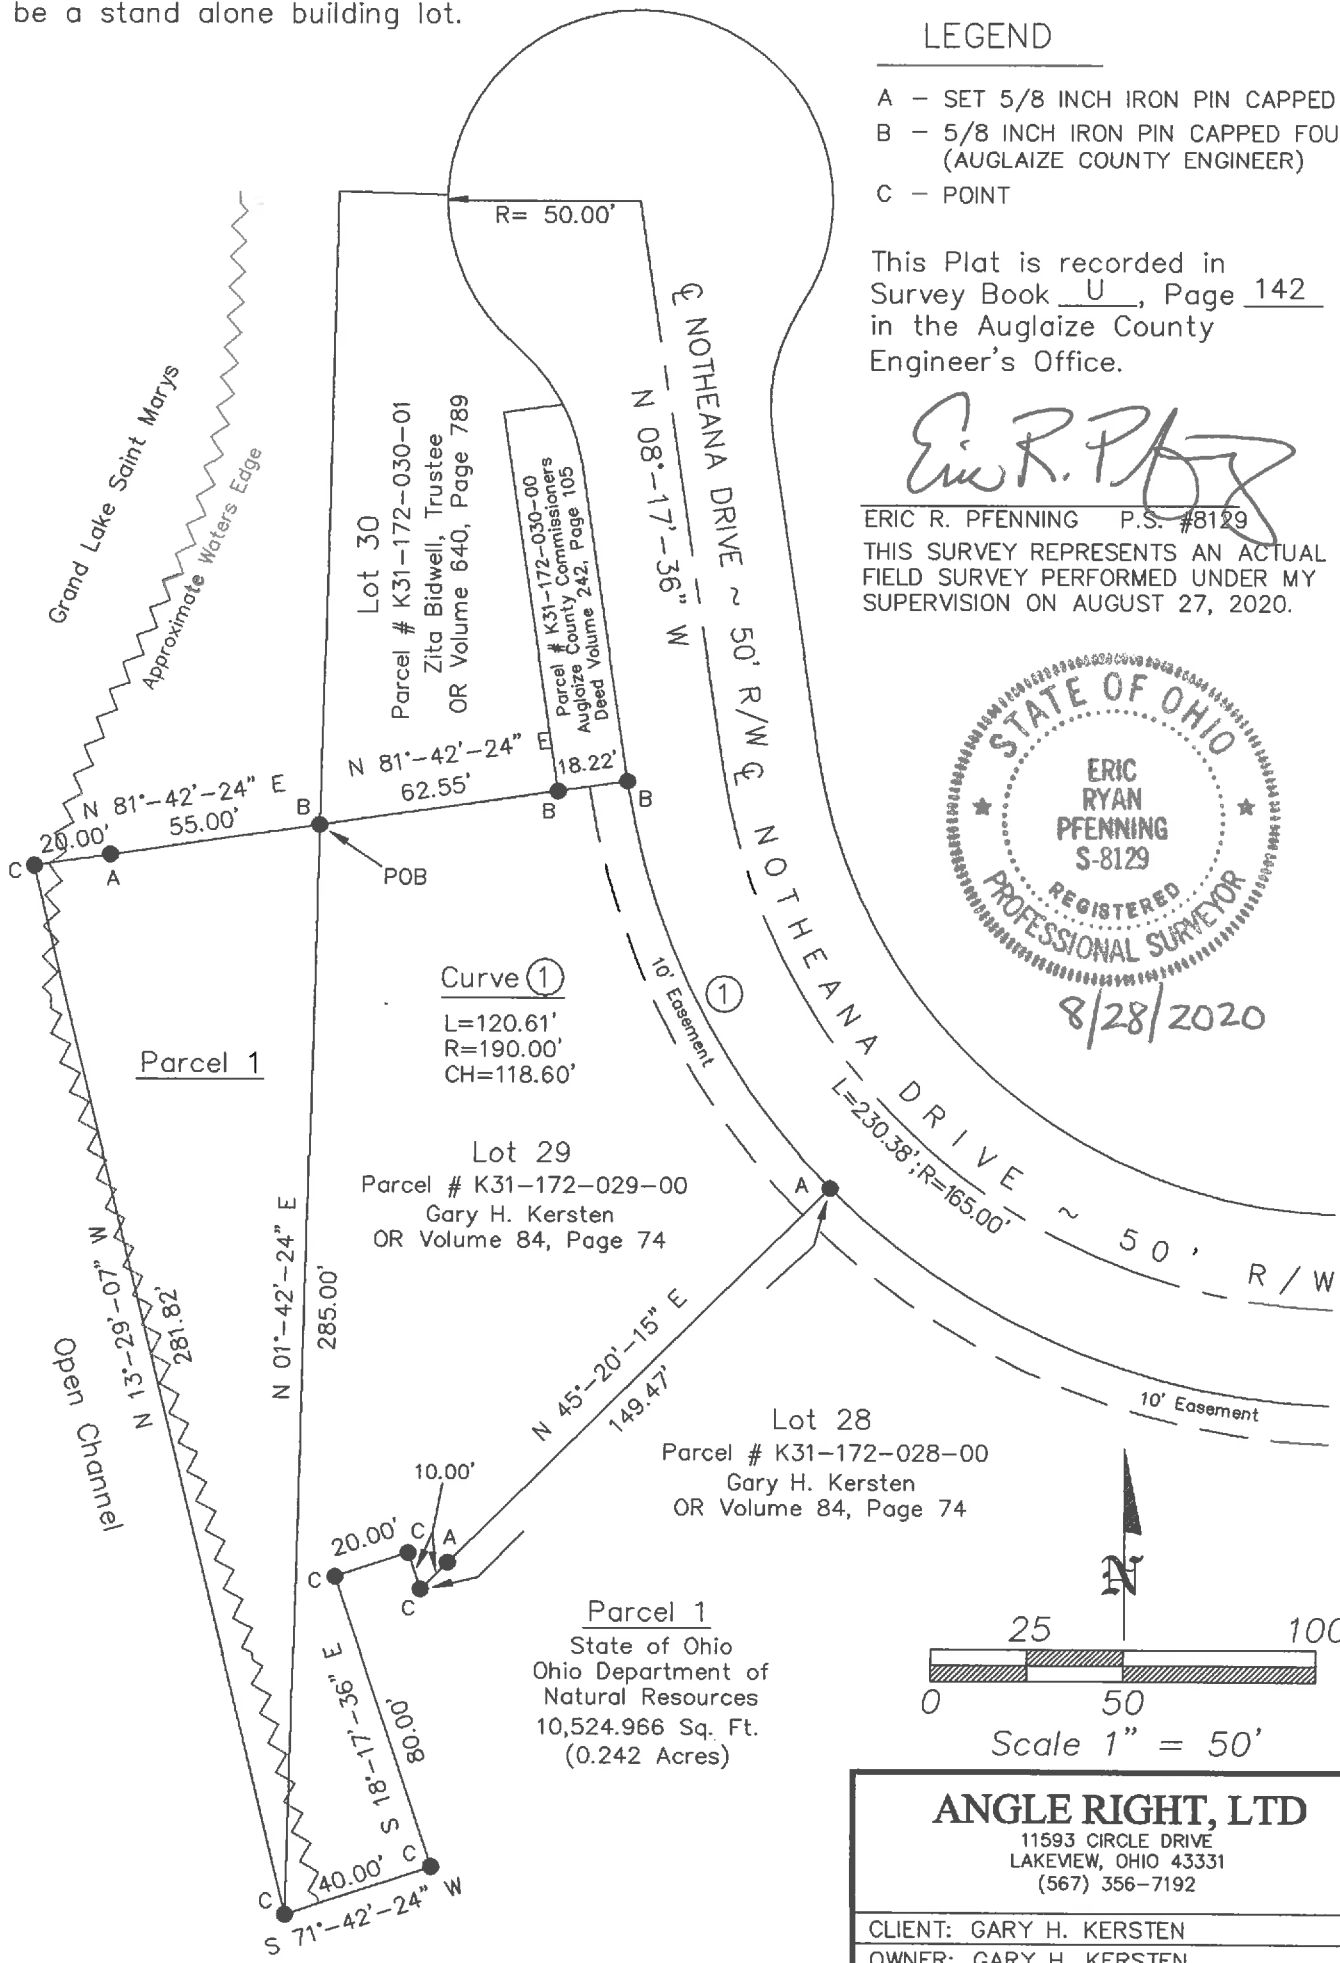 be a stand alone building lot.
LEGEND
A – SET 5/8 INCH IRON PIN CAPPED
B – 5/8 INCH IRON PIN CAPPED FOU
(AUGLAIZE COUNTY ENGINEER)
C – POINT
This Plat is recorded in
Survey Book U, Page 142
in the Auglaize County
Engineer's Office.
Eric R. Pfenning
ERIC R. PFENNING P.S. #8129
THIS SURVEY REPRESENTS AN ACTUAL
FIELD SURVEY PERFORMED UNDER MY
SUPERVISION ON AUGUST 27, 2020.
STATE OF OHIO
ERIC
RYAN
PFENNING
S-8129
REGISTERED
PROFESSIONAL SURVEYOR
8/28/2020
R= 50.00'
℄ NOTHEANA DRIVE ~ 50' R/W
N 08°-17'-36" W
Grand Lake Saint Marys
Approximate Waters Edge
Lot 30
Parcel # K31-172-030-01
Zita Bidwell, Trustee
OR Volume 640, Page 789
Parcel # K31-172-030-00
Auglaize County Commissioners
Deed Volume 242, Page 105
N 81°-42'-24" E
62.55'
18.22'
B
B
N 81°-42'-24" E
55.00'
B
20.00'
C
A
POB
℄ NOTHEANA DRIVE ~ 50' R/W
L=230.38'; R=165.00'
10' Easement
1
Curve 1
L=120.61'
R=190.00'
CH=118.60'
Parcel 1
Lot 29
Parcel # K31-172-029-00
Gary H. Kersten
OR Volume 84, Page 74
A
N 01°-42'-24" E
285.00'
N 13°-29'-07" W
281.82'
Open Channel
N 45°-20'-15" E
149.47'
10' Easement
Lot 28
Parcel # K31-172-028-00
Gary H. Kersten
OR Volume 84, Page 74
10.00'
20.00'
C
A
C
C
S 18°-17'-36" E
80.00'
C
40.00'
C
S 71°-42'-24" W
Parcel 1
State of Ohio
Ohio Department of
Natural Resources
10,524.966 Sq. Ft.
(0.242 Acres)
N
25
100
0
50
Scale 1" = 50'
ANGLE RIGHT, LTD
11593 CIRCLE DRIVE
LAKEVIEW, OHIO 43331
(567) 356-7192
CLIENT: GARY H. KERSTEN
OWNER: GARY H. KERSTEN